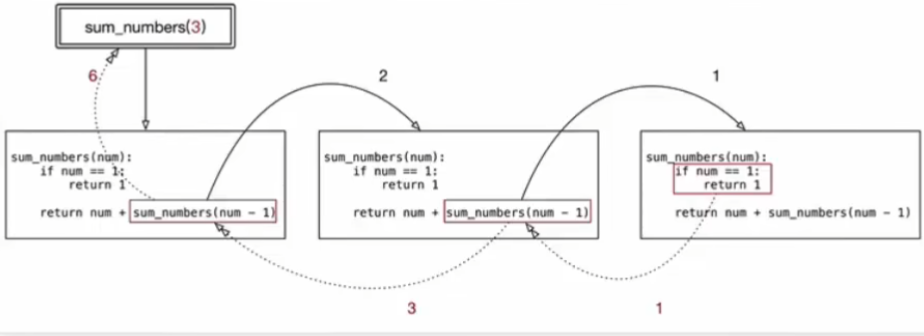 sum_numbers(3)
6
2
1
sum_numbers(num):
    if num == 1:
        return 1
    return num + sum_numbers(num - 1)
sum_numbers(num):
    if num == 1:
        return 1
    return num + sum_numbers(num - 1)
sum_numbers(num):
    if num == 1:
        return 1
    return num + sum_numbers(num - 1)
3
1